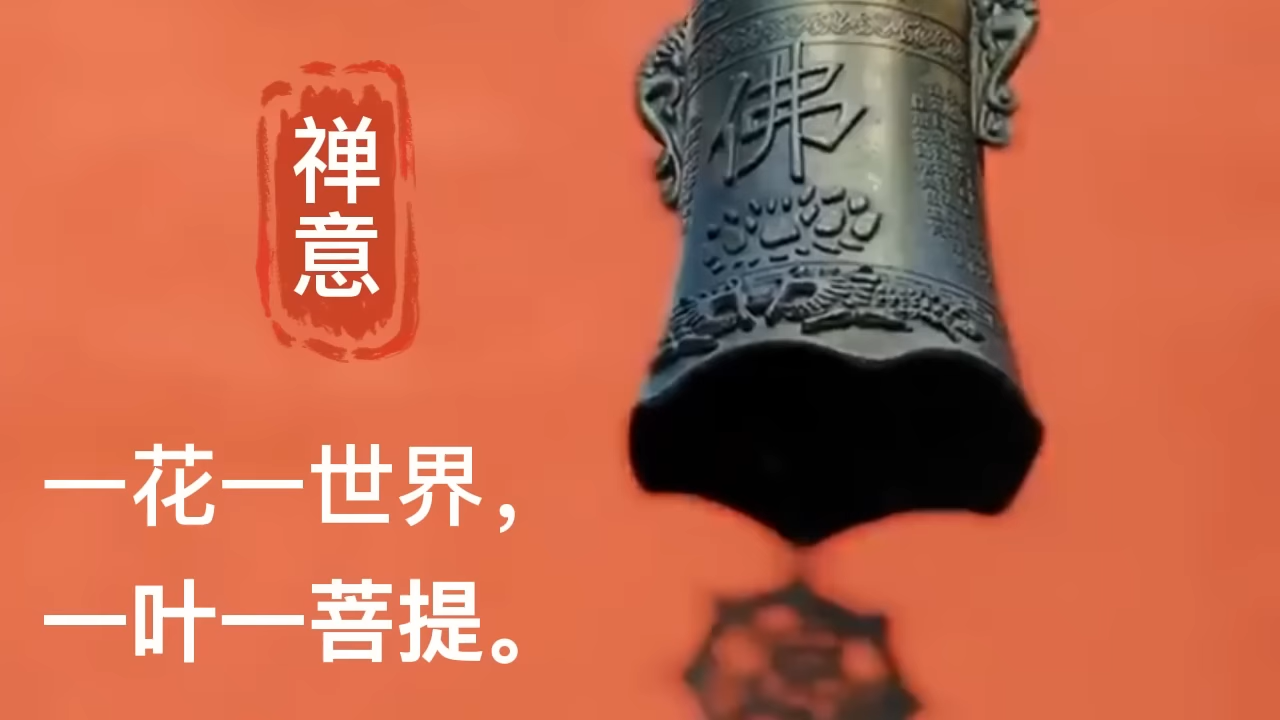 禅意
佛
一花一世界，
一叶一菩提。